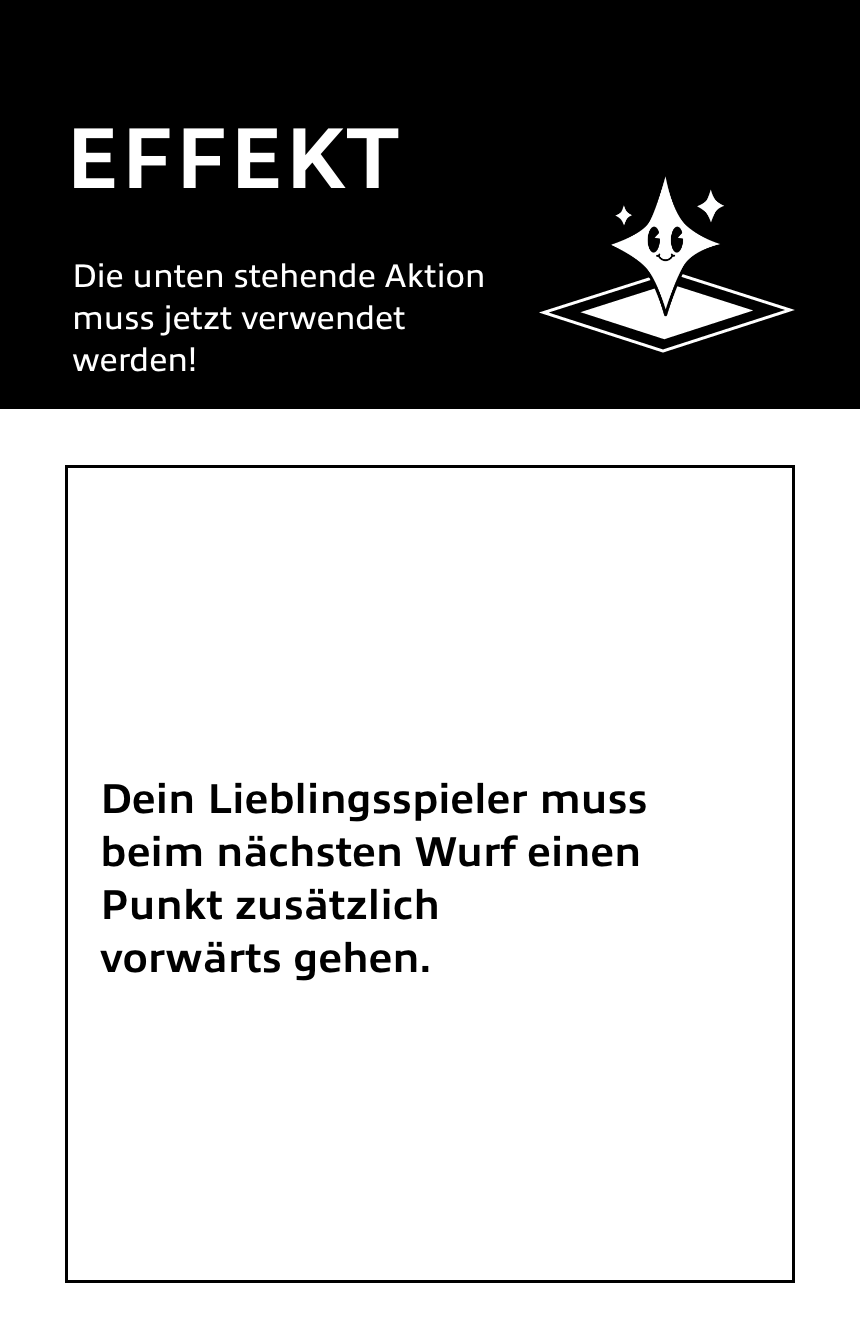 EFFEKT
Die unten stehende Aktion
muss jetzt verwendet
werden!
Dein Lieblingsspieler muss
beim nächsten Wurf einen
Punkt zusätzlich
vorwärts gehen.